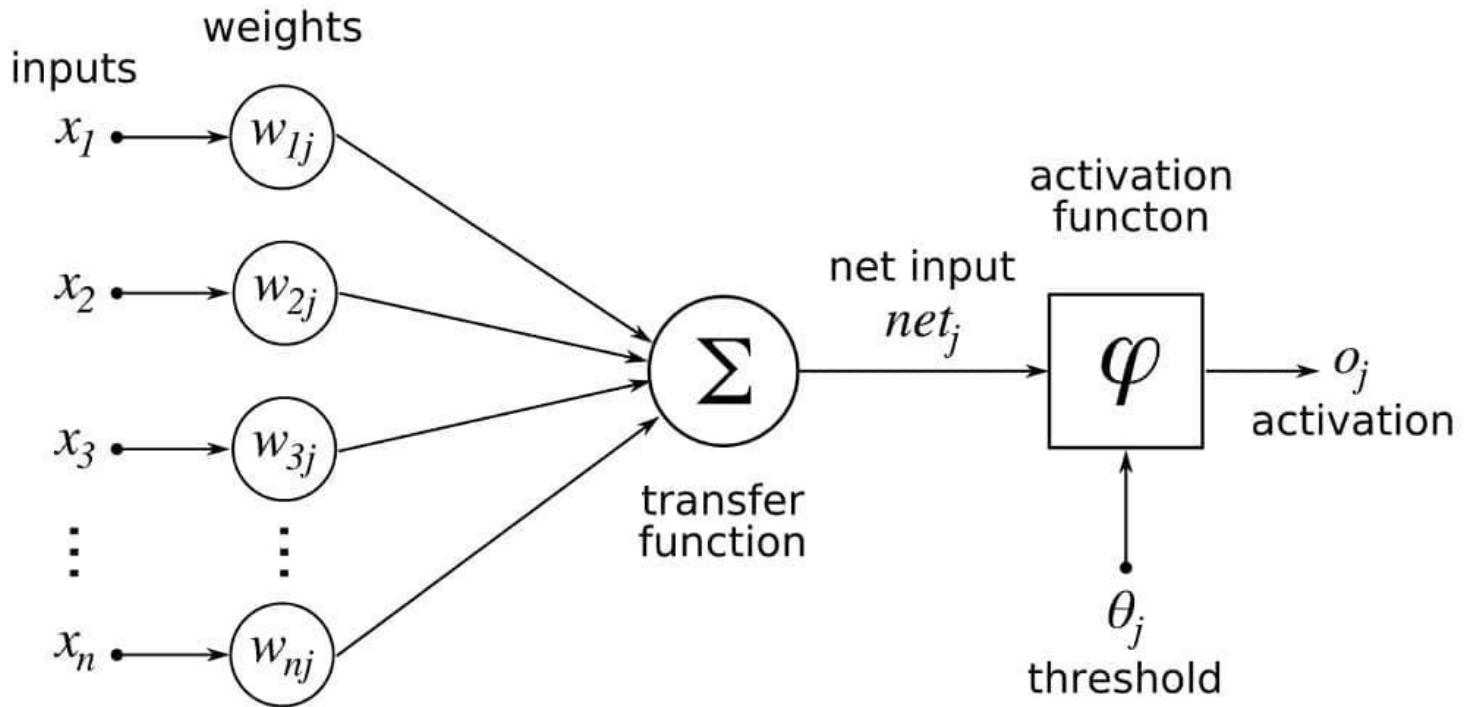 weights
inputs
x₁
w₁ⱼ
activation
functon
x₂
w₂ⱼ
net input
netⱼ
Σ
φ
oⱼ
activation
x₃
w₃ⱼ
transfer
function
⋮ ⋮
xₙ
wₙⱼ
θⱼ
threshold